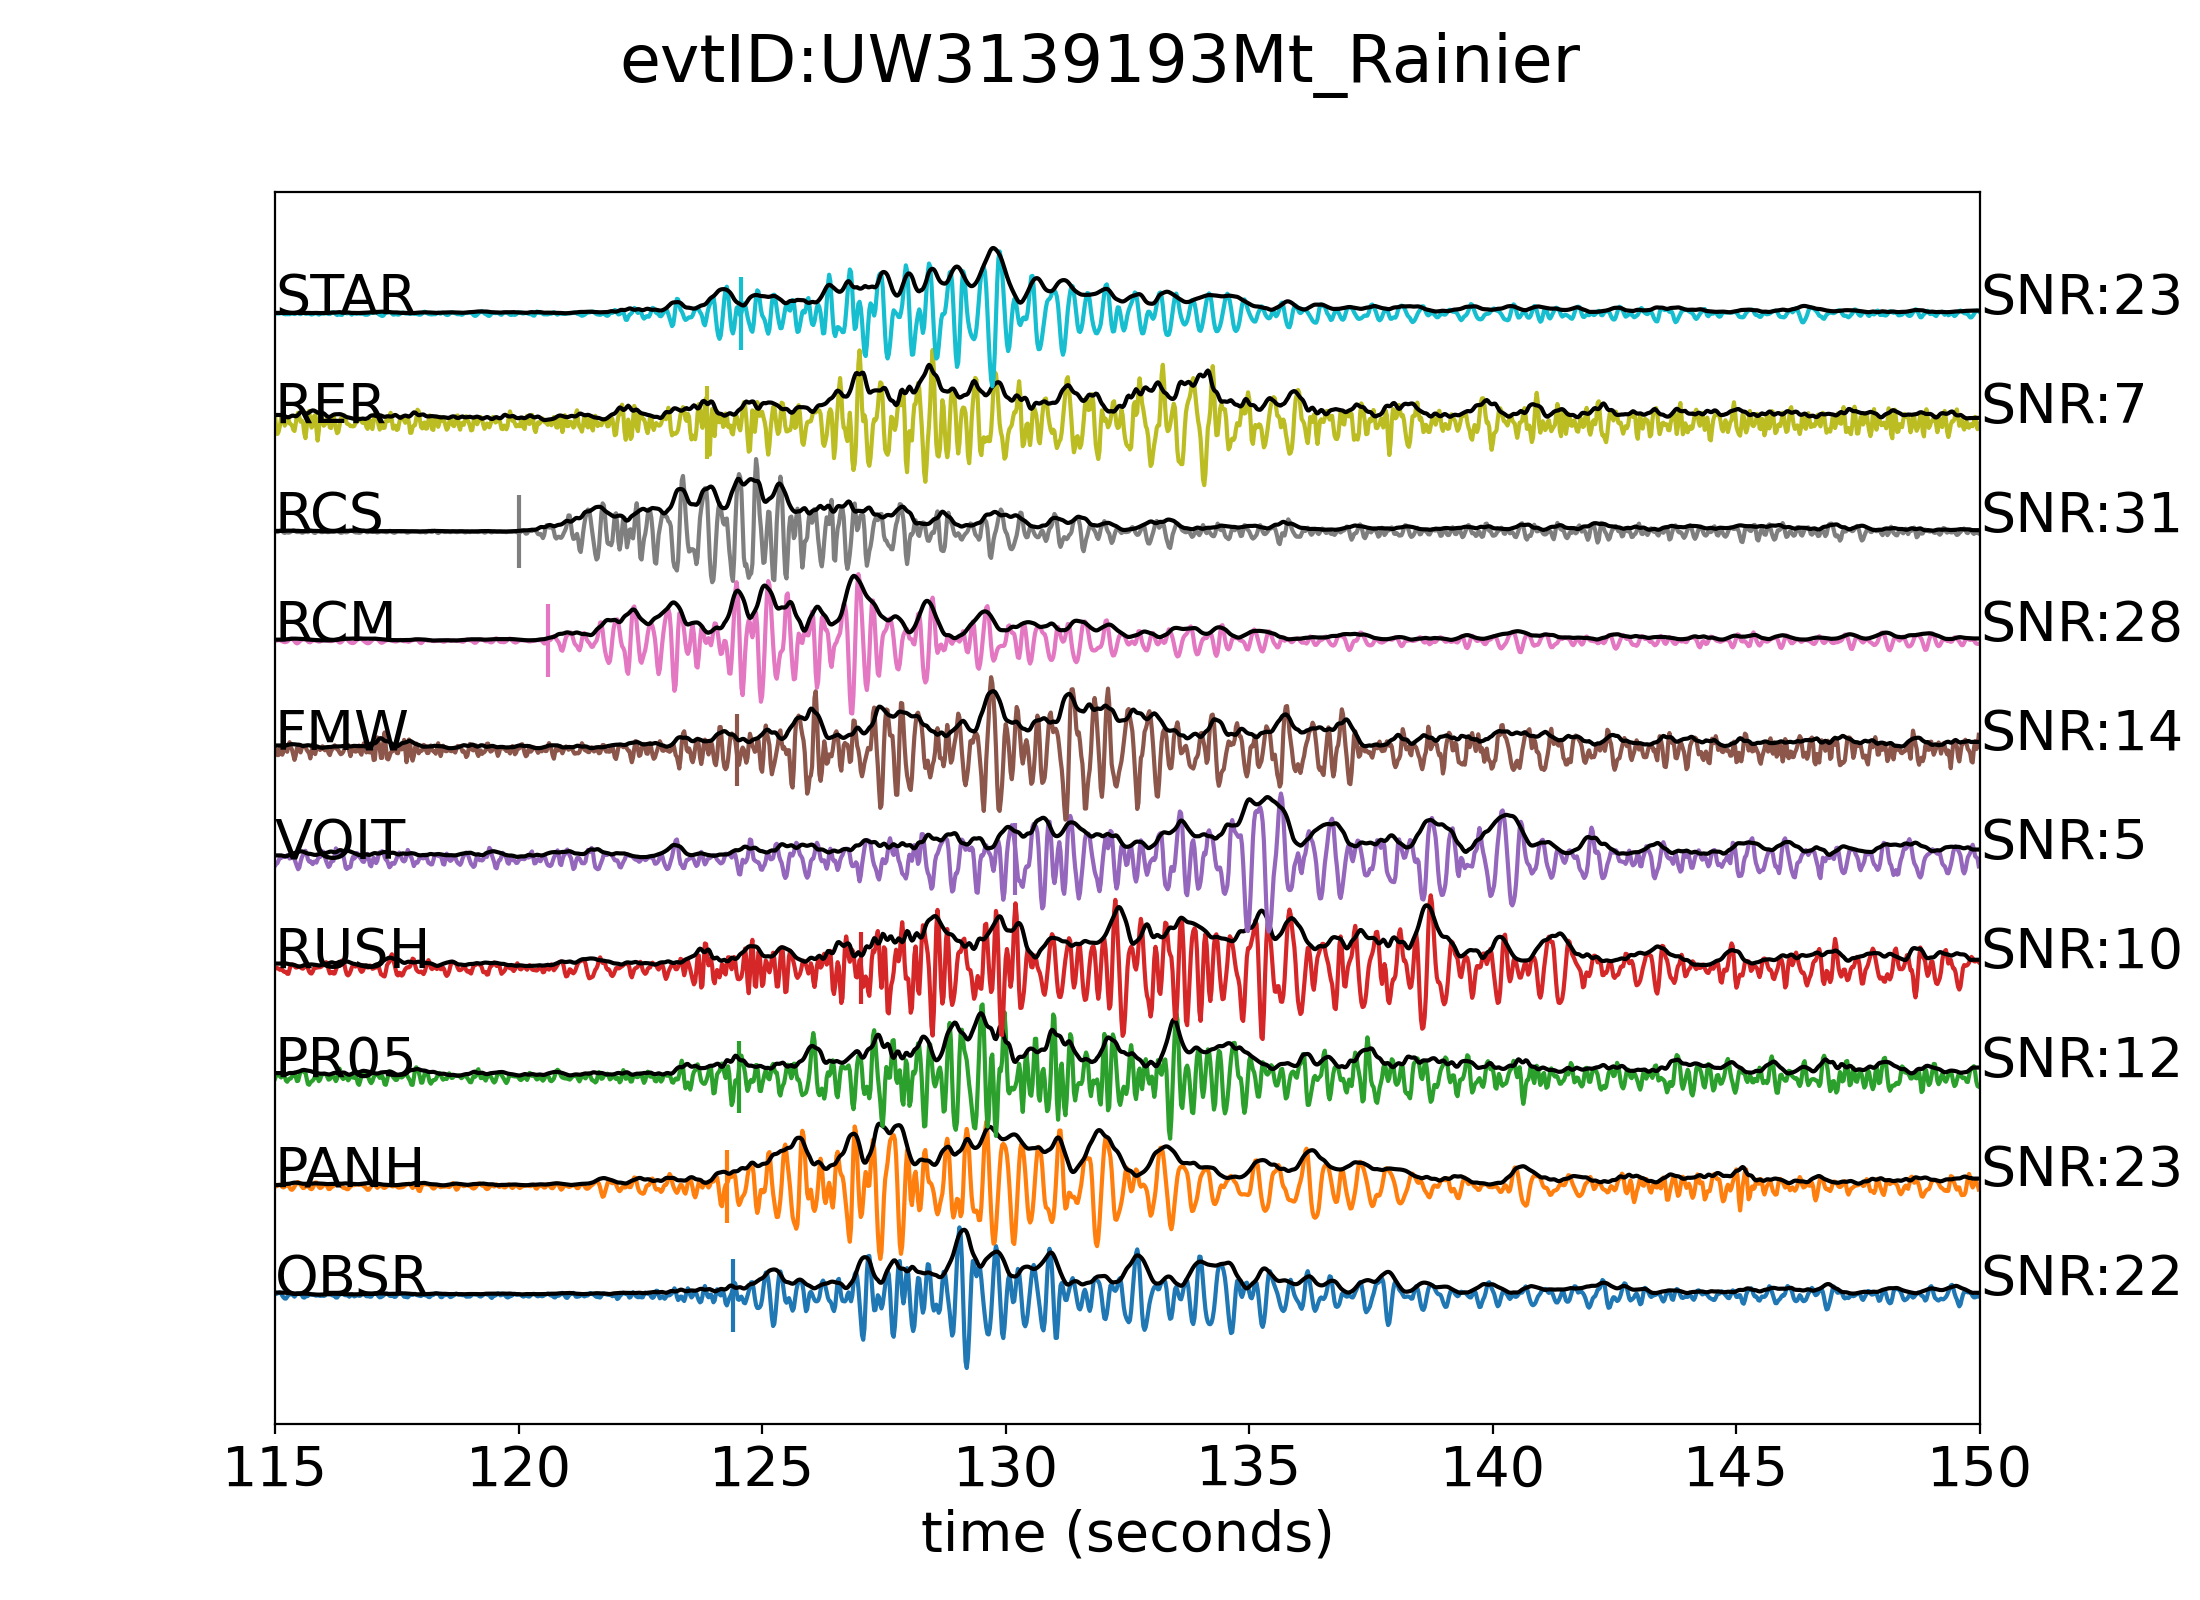 evtID:UW3139193Mt_Rainier
STAR SNR:23
RER SNR:7
RCS SNR:31
RCM SNR:28
FMW SNR:14
VOIT SNR:5
RUSH SNR:10
PR05 SNR:12
PANH SNR:23
OBSR SNR:22
115 120 125 130 135 140 145 150
time (seconds)